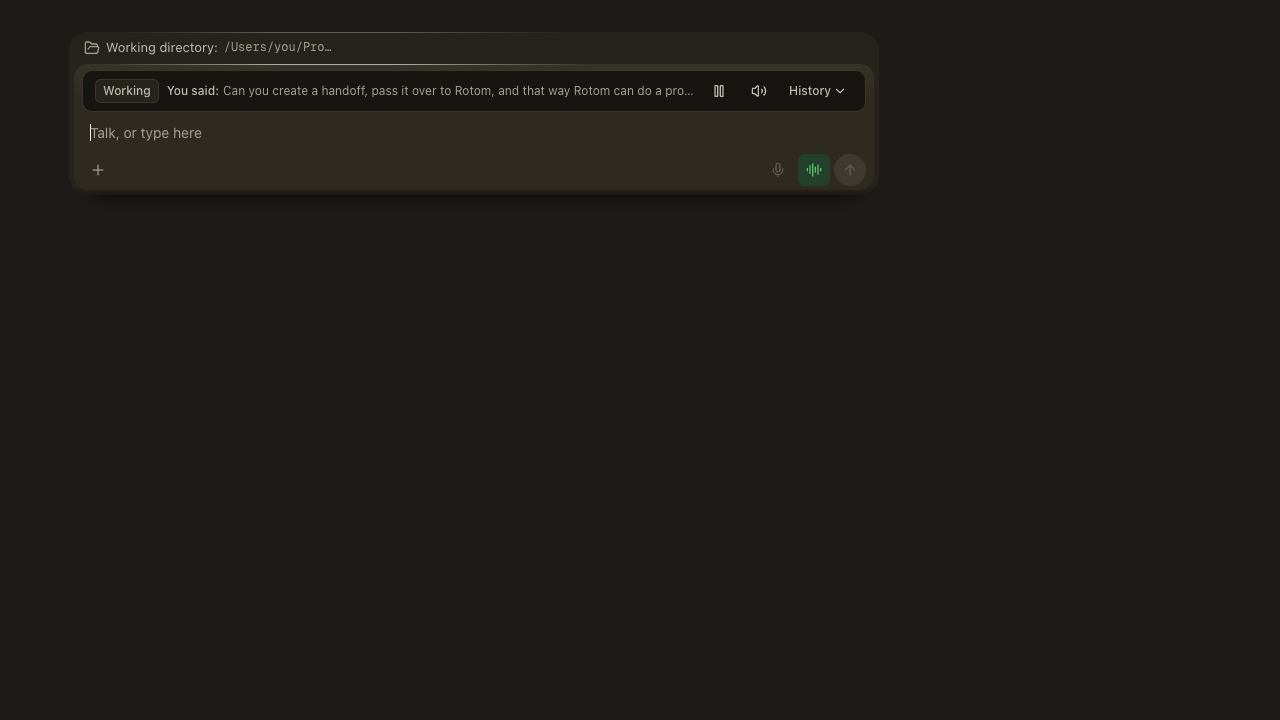 Working directory: /Users/you/Pro…
Working You said: Can you create a handoff, pass it over to Rotom, and that way Rotom can do a pro… History
Talk, or type here